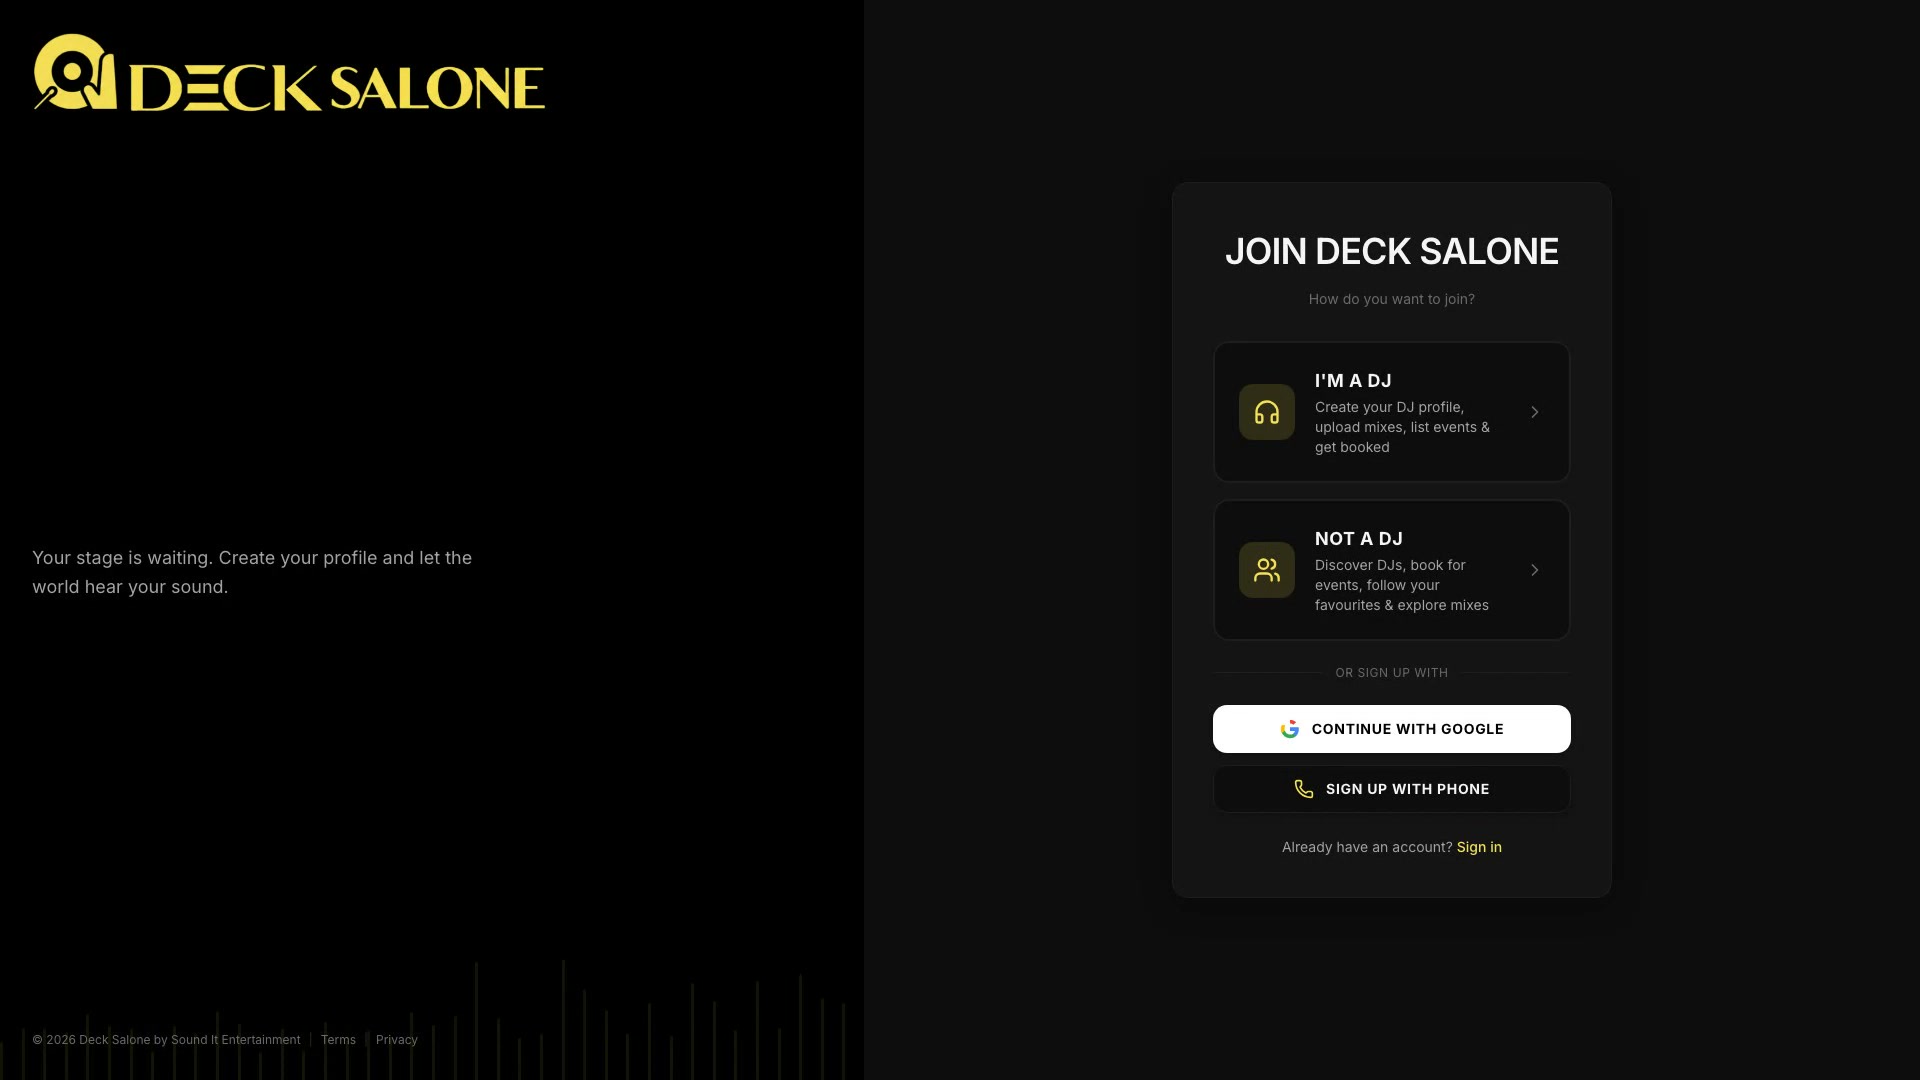 DECK SALONE
Your stage is waiting. Create your profile and let the
world hear your sound.
© 2026 Deck Salone by Sound It Entertainment | Terms | Privacy
JOIN DECK SALONE
How do you want to join?
I'M A DJ
Create your DJ profile,
upload mixes, list events &
get booked
NOT A DJ
Discover DJs, book for
events, follow your
favourites & explore mixes
OR SIGN UP WITH
CONTINUE WITH GOOGLE
SIGN UP WITH PHONE
Already have an account? Sign in